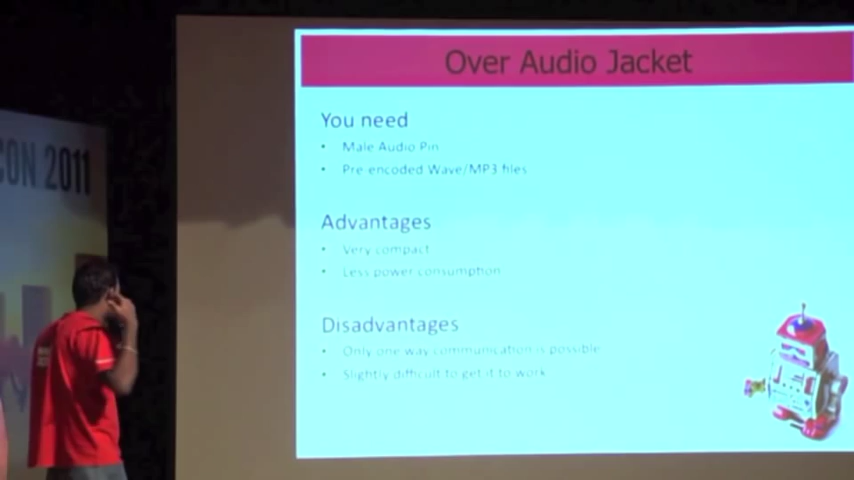 CON 2011
Over Audio Jacket
You need
• Male Audio Pin
• Pre encoded Wave/MP3 files
Advantages
• Very compact
• Less power consumption
Disadvantages
• Only one way communication is possible
• Slightly difficult to get it to work